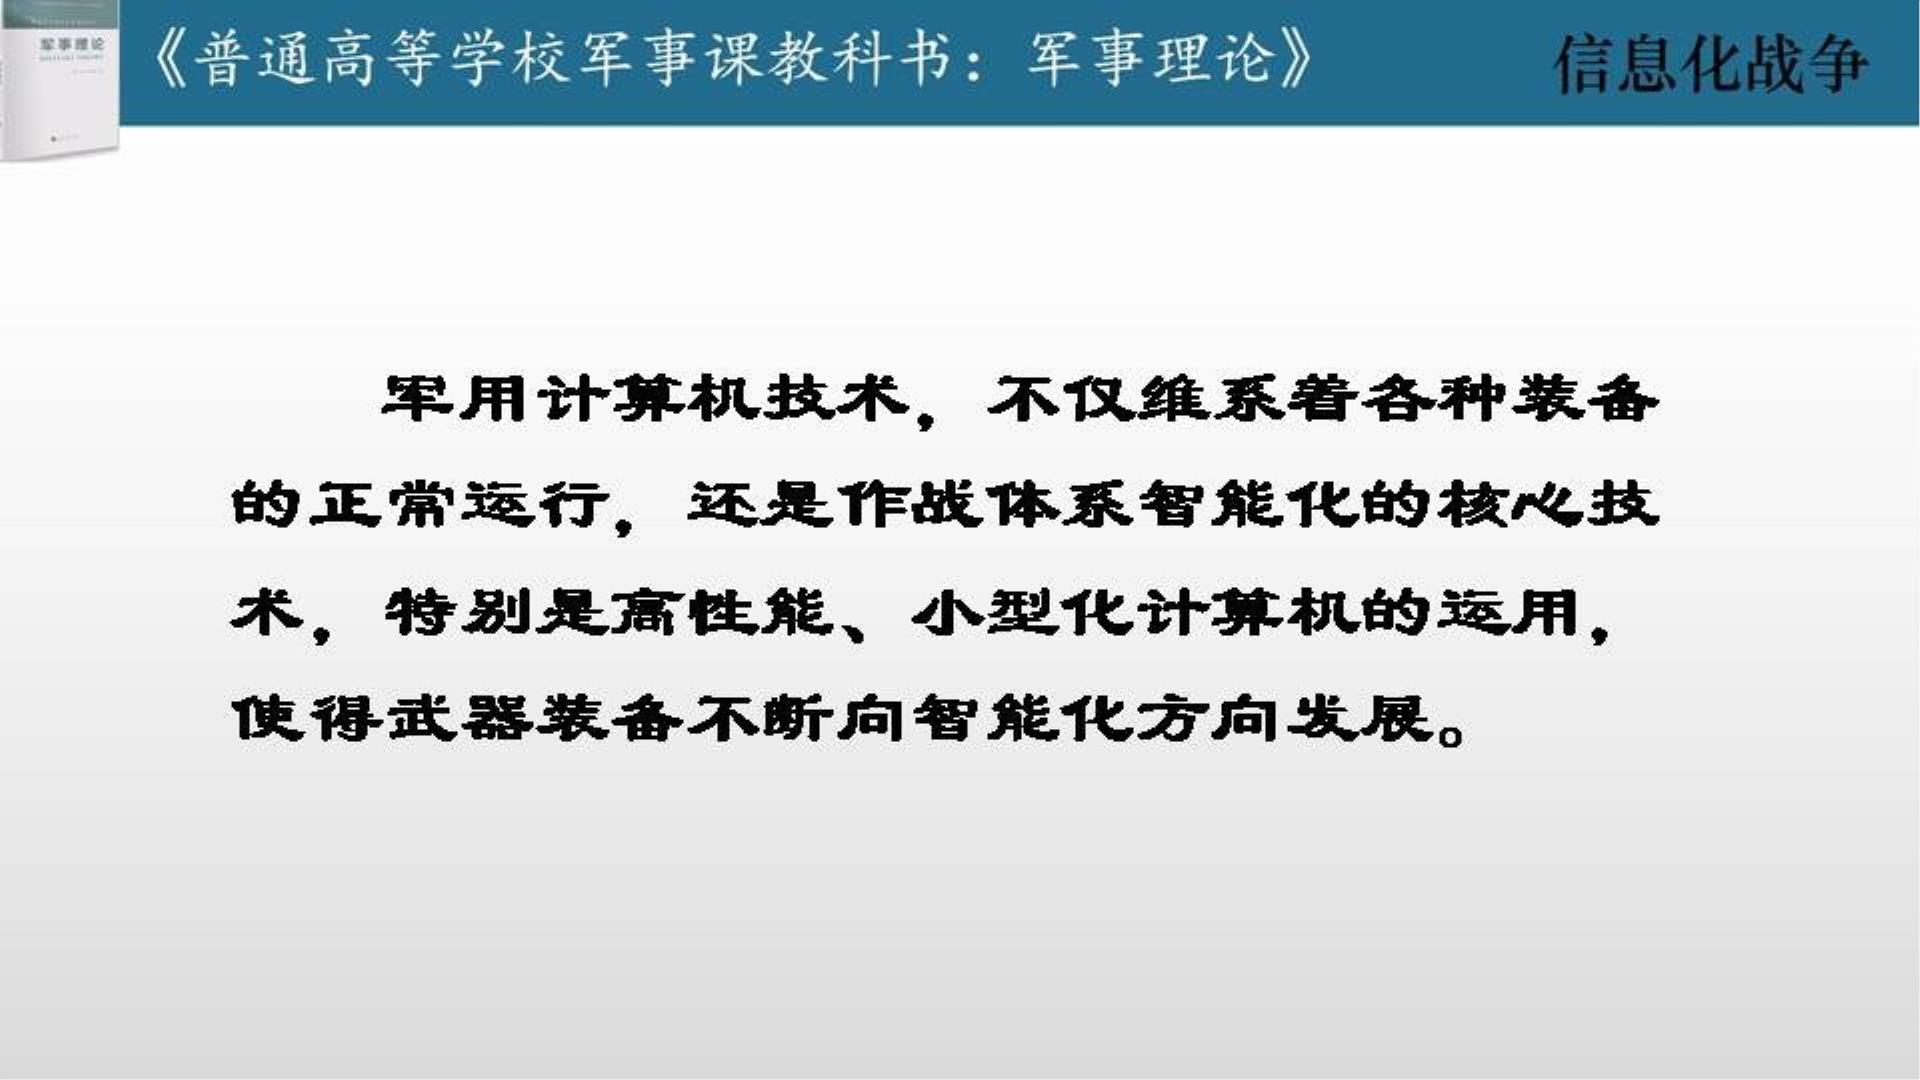 军事理论
《普通高等学校军事课教科书：军事理论》
信息化战争
军用计算机技术，不仅维系着各种装备
的正常运行，还是作战体系智能化的核心技
术，特别是高性能、小型化计算机的运用，
使得武器装备不断向智能化方向发展。